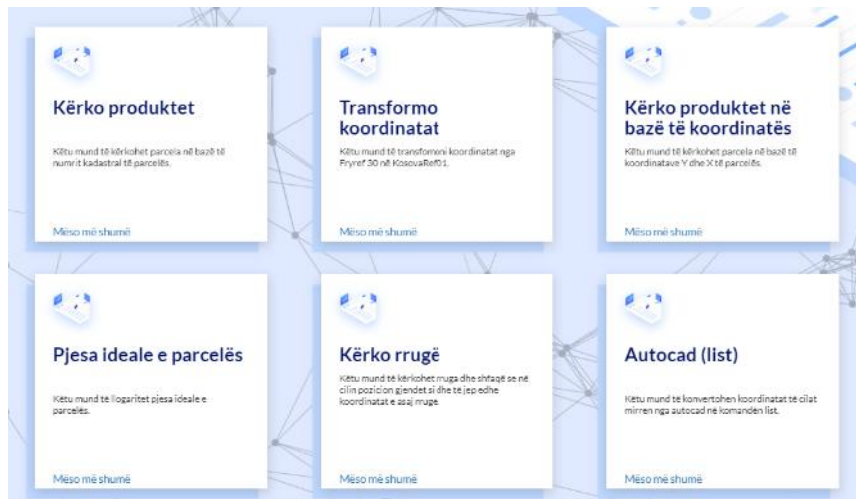 Kërko produktet
Këtu mund të kërkohet parcela në bazë të
numrit kadastral të parcelës.
Mëso më shumë
Transformo
koordinatat
Këtu mund të transfomoni koordinatat nga
Fryref 30 në KosovaRef01.
Mëso më shumë
Kërko produktet në
bazë të koordinatës
Këtu mund të kërkohet parcela në bazë të
koordinatave Y dhe X të parcelës.
Mëso më shumë
Pjesa ideale e parcelës
Këtu mund të llogaritet pjesa ideale e
parcelës.
Mëso më shumë
Kërko rrugë
Këtu mund të kërkohet rruga dhe shfaqë se në
cilin pozicion gjendet si dhe të jep edhe
koordinatat e asaj rruge.
Mëso më shumë
Autocad (list)
Këtu mund të konvertohen koordinatat të cilat
mirren nga autocad në komandën list.
Mëso më shumë